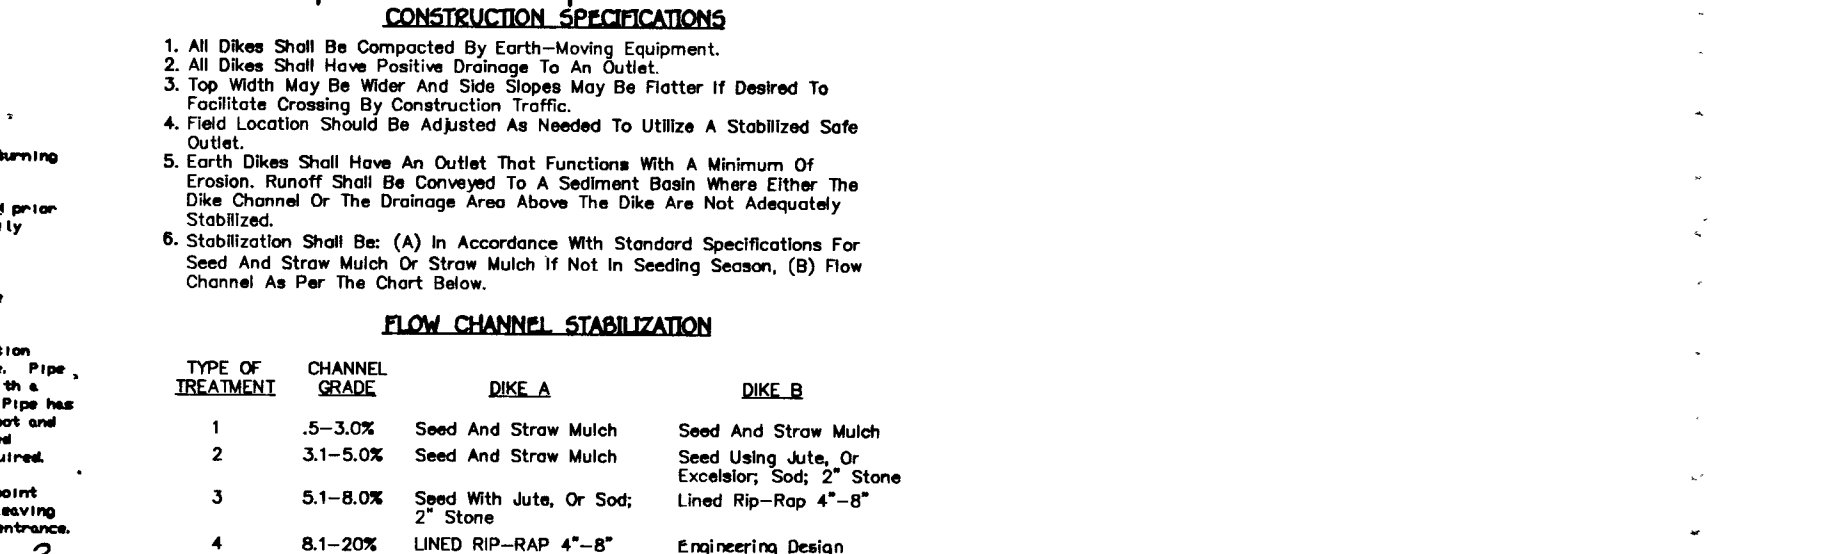 CONSTRUCTION SPECIFICATIONS
1. All Dikes Shall Be Compacted By Earth-Moving Equipment.
2. All Dikes Shall Have Positive Drainage To An Outlet.
3. Top Width May Be Wider And Side Slopes May Be Flatter If Desired To
Facilitate Crossing By Construction Traffic.
4. Field Location Should Be Adjusted As Needed To Utilize A Stabilized Safe
Outlet.
5. Earth Dikes Shall Have An Outlet That Functions With A Minimum Of
Erosion. Runoff Shall Be Conveyed To A Sediment Basin Where Either The
Dike Channel Or The Drainage Area Above The Dike Are Not Adequately
Stabilized.
6. Stabilization Shall Be: (A) In Accordance With Standard Specifications For
Seed And Straw Mulch Or Straw Mulch If Not In Seeding Season, (B) Flow
Channel As Per The Chart Below.
FLOW CHANNEL STABILIZATION
TYPE OF CHANNEL
TREATMENT GRADE DIKE A DIKE B
1 .5-3.0% Seed And Straw Mulch Seed And Straw Mulch
2 3.1-5.0% Seed And Straw Mulch Seed Using Jute, Or
Excelsior; Sod; 2" Stone
3 5.1-8.0% Seed With Jute, Or Sod; Lined Rip-Rap 4"-8"
2" Stone
4 8.1-20% LINED RIP-RAP 4"-8" Engineering Design
prior
ly
Pipe
th a
Pipe has
and
entrance.